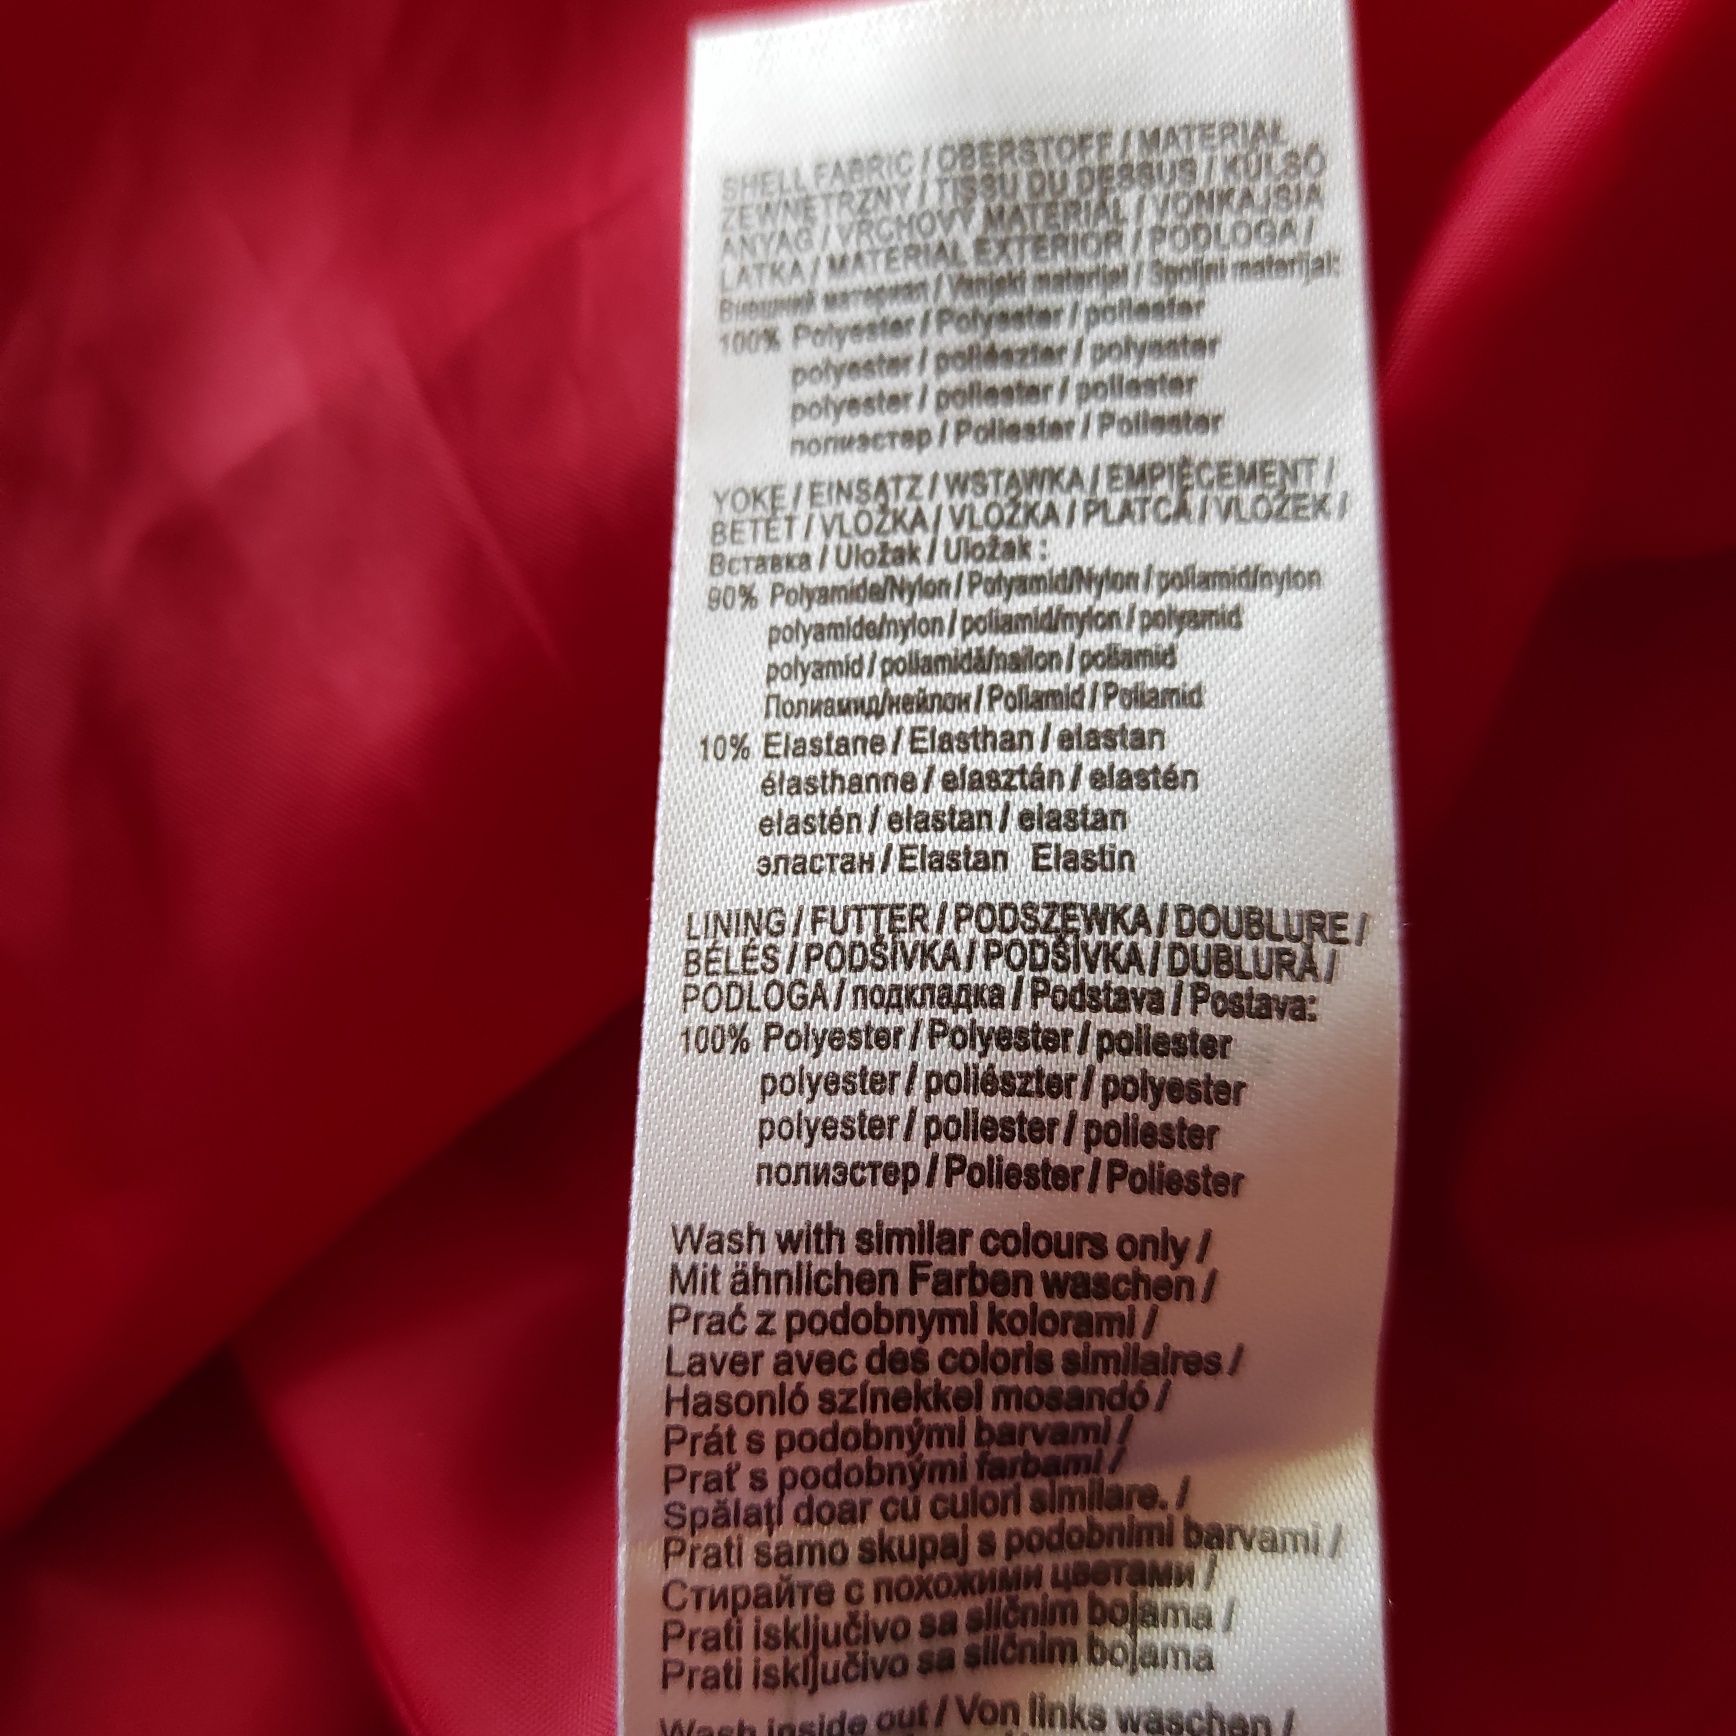 SHELL FABRIC / OBERSTOFF / MATERIAŁ
ZEWNĘTRZNY / TISSU DU DESSUS / KÜLSŐ
ANYAG / VRCHOVÝ MATERIÁL / VONKAJSIA
LATKA / MATERIAL EXTERIOR / PODLOGA /
Внешний материал / Vanjski materijal / Spoljni materijal:
100% Polyester / Polyester / poliester
polyester / poliészter / polyester
polyester / poliester / poliester
полиэстер / Poliester / Poliester
YOKE / EINSATZ / WSTAWKA / EMPIÈCEMENT /
BETÉT / VLOŽKA / VLOŽKA / PLATCĂ / VLOŽEK /
Вставка / Uložak / Uložak :
90% Polyamide/Nylon / Polyamid/Nylon / poliamid/nylon
polyamide/nylon / poliamid/nylon / polyamid
polyamid / poliamidă/nailon / poliamid
Полиамид/нейлон / Poliamid / Poliamid
10% Elastane / Elasthan / elastan
élasthanne / elasztán / elastén
elastén / elastan / elastan
эластан / Elastan Elastin
LINING / FUTTER / PODSZEWKA / DOUBLURE /
BÉLÉS / PODŠÍVKA / PODŠÍVKA / DUBLURĂ /
PODLOGA / подкладка / Podstava / Postava:
100% Polyester / Polyester / poliester
polyester / poliészter / polyester
polyester / poliester / poliester
полиэстер / Poliester / Poliester
Wash with similar colours only /
Mit ähnlichen Farben waschen /
Prać z podobnymi kolorami /
Laver avec des coloris similaires /
Hasonló színekkel mosandó /
Prát s podobnými barvami /
Prať s podobnými farbami /
Spălați doar cu culori similare. /
Prati samo skupaj s podobnimi barvami /
Стирайте с похожими цветами /
Prati isključivo sa sličnim bojama /
Prati isključivo sa sličnim bojama
Wash inside out / Von links waschen /